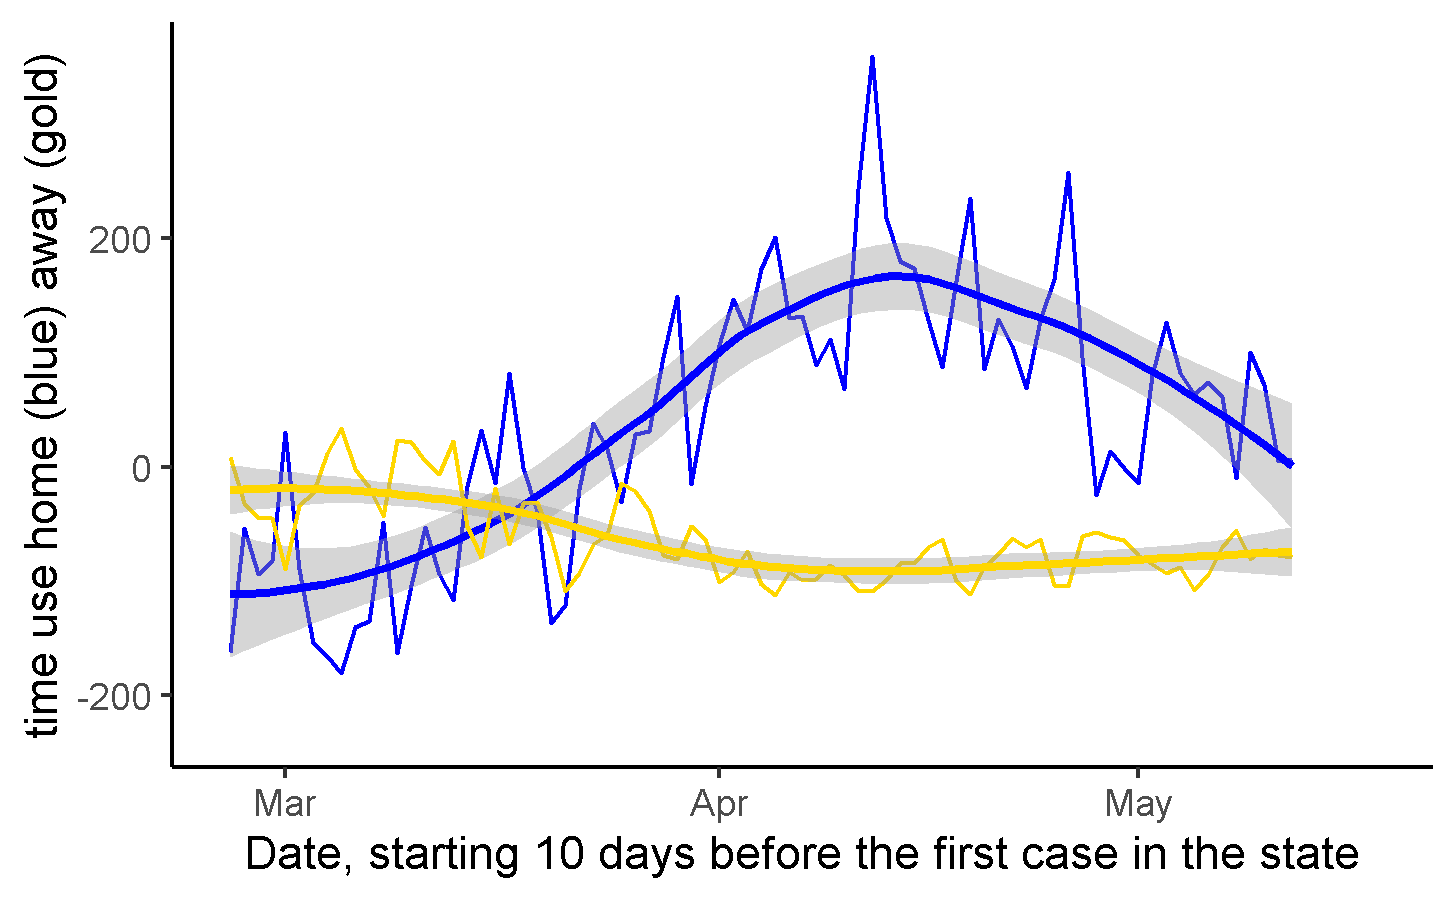 time use home (blue) away (gold)
200
0
-200
Mar
Apr
May
Date, starting 10 days before the first case in the state